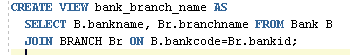 CREATE VIEW bank_branch_name AS
SELECT B.bankname, Br.branchname FROM Bank B
JOIN BRANCH Br ON B.bankcode=Br.bankid;